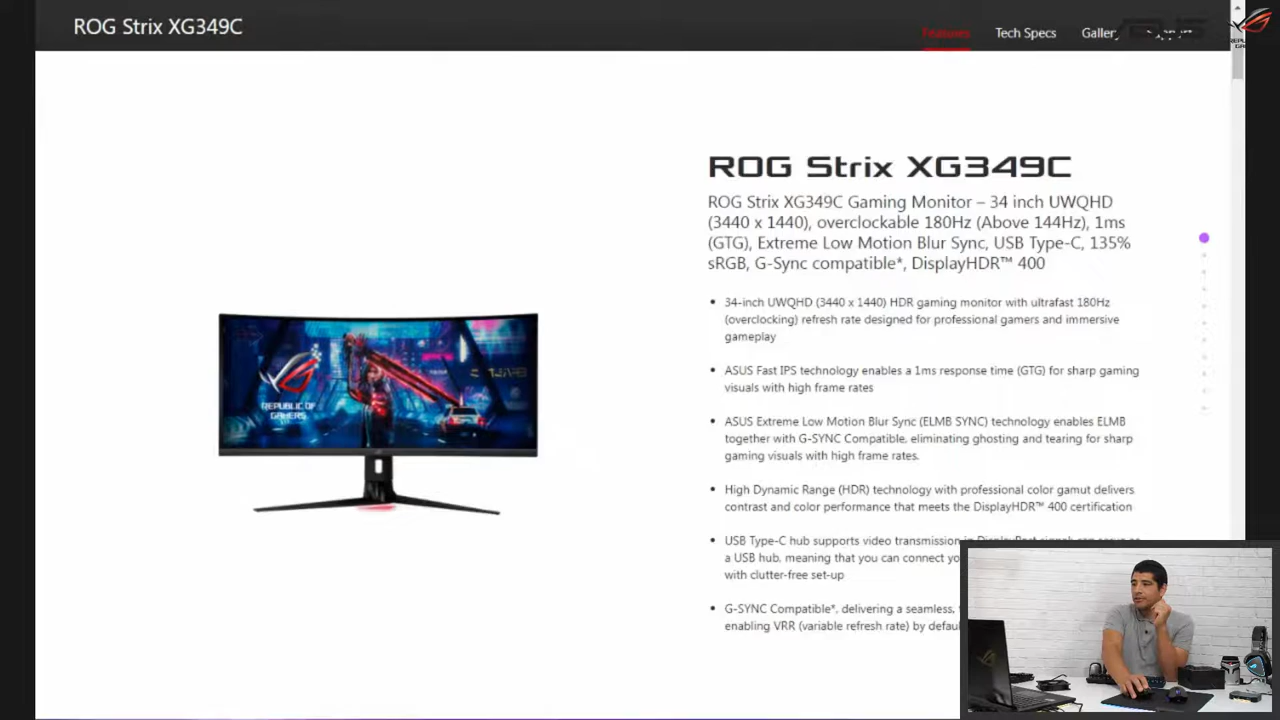 ROG Strix XG349C
Features
Tech Specs
Gallery
Support
ROG Strix XG349C
ROG Strix XG349C Gaming Monitor – 34 inch UWQHD
(3440 x 1440), overclockable 180Hz (Above 144Hz), 1ms
(GTG), Extreme Low Motion Blur Sync, USB Type-C, 135%
sRGB, G-Sync compatible*, DisplayHDR™ 400
• 34-inch UWQHD (3440 x 1440) HDR gaming monitor with ultrafast 180Hz
(overclocking) refresh rate designed for professional gamers and immersive
gameplay
• ASUS Fast IPS technology enables a 1ms response time (GTG) for sharp gaming
visuals with high frame rates
• ASUS Extreme Low Motion Blur Sync (ELMB SYNC) technology enables ELMB
together with G-SYNC Compatible, eliminating ghosting and tearing for sharp
gaming visuals with high frame rates.
• High Dynamic Range (HDR) technology with professional color gamut delivers
contrast and color performance that meets the DisplayHDR™ 400 certification
• USB Type-C hub supports video transmission in DisplayPort
a USB hub, meaning that you can connect
with clutter-free set-up
• G-SYNC Compatible*, delivering a seamless,
enabling VRR (variable refresh rate) by
REPUBLIC OF
GAMERS